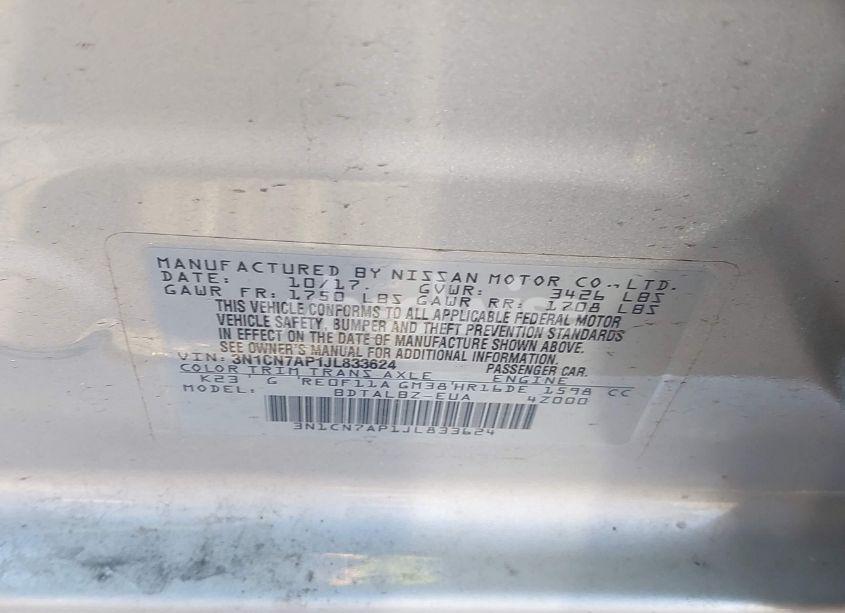 MANUFACTURED BY NISSAN MOTOR CO., LTD.
DATE: 10/17. GVWR: 3426 LBS
GAWR FR: 1750 LBS GAWR RR: 1708 LBS
THIS VEHICLE CONFORMS TO ALL APPLICABLE FEDERAL MOTOR
VEHICLE SAFETY, BUMPER AND THEFT PREVENTION STANDARDS
IN EFFECT ON THE DATE OF MANUFACTURE SHOWN ABOVE.
SEE OWNER'S MANUAL FOR ADDITIONAL INFORMATION.
VIN: 3N1CN7AP1JL833624 PASSENGER CAR.
COLOR TRIM TRANS AXLE ENGINE
K23 G RE0F11A GM38 HR16DE 1598 CC
MODEL: BDTALBZ-EUA 4Z000
3N1CN7AP1JL833624